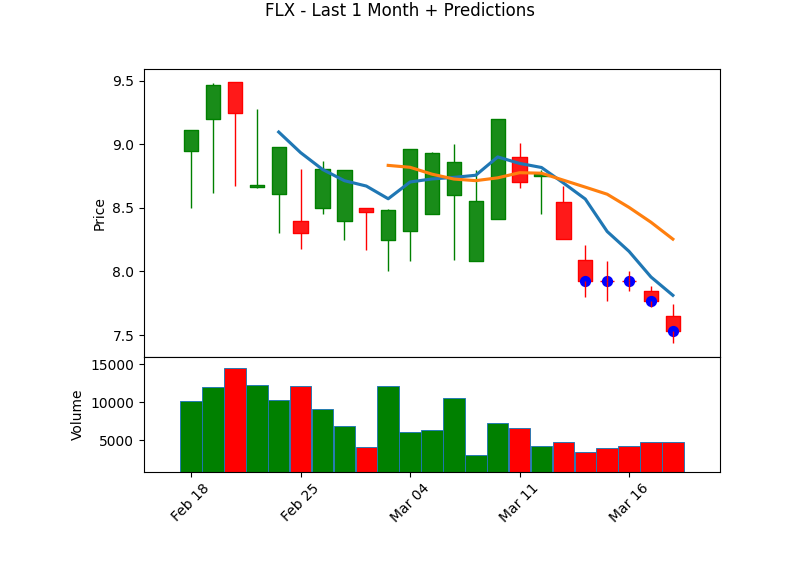 FLX - Last 1 Month + Predictions
9.5
9.0
8.5
8.0
7.5
Price
15000
10000
5000
Volume
Feb 18
Feb 25
Mar 04
Mar 11
Mar 16